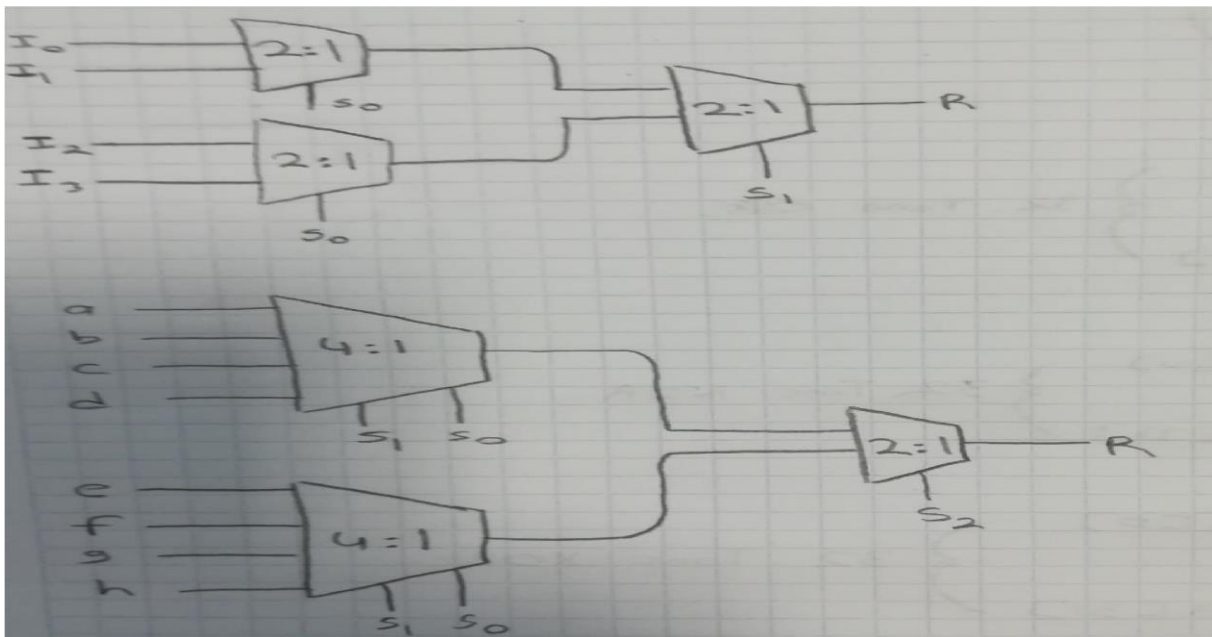 I₀
2=1
I₁
S₀
2=1
R
I₂
2=1
I₃
S₁
S₀
a
b
4=1
c
d
S₁ S₀
2=1
R
e
S₂
f
4=1
g
h
S₁ S₀